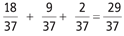 18/37 + 9/37 + 2/37 = 29/37